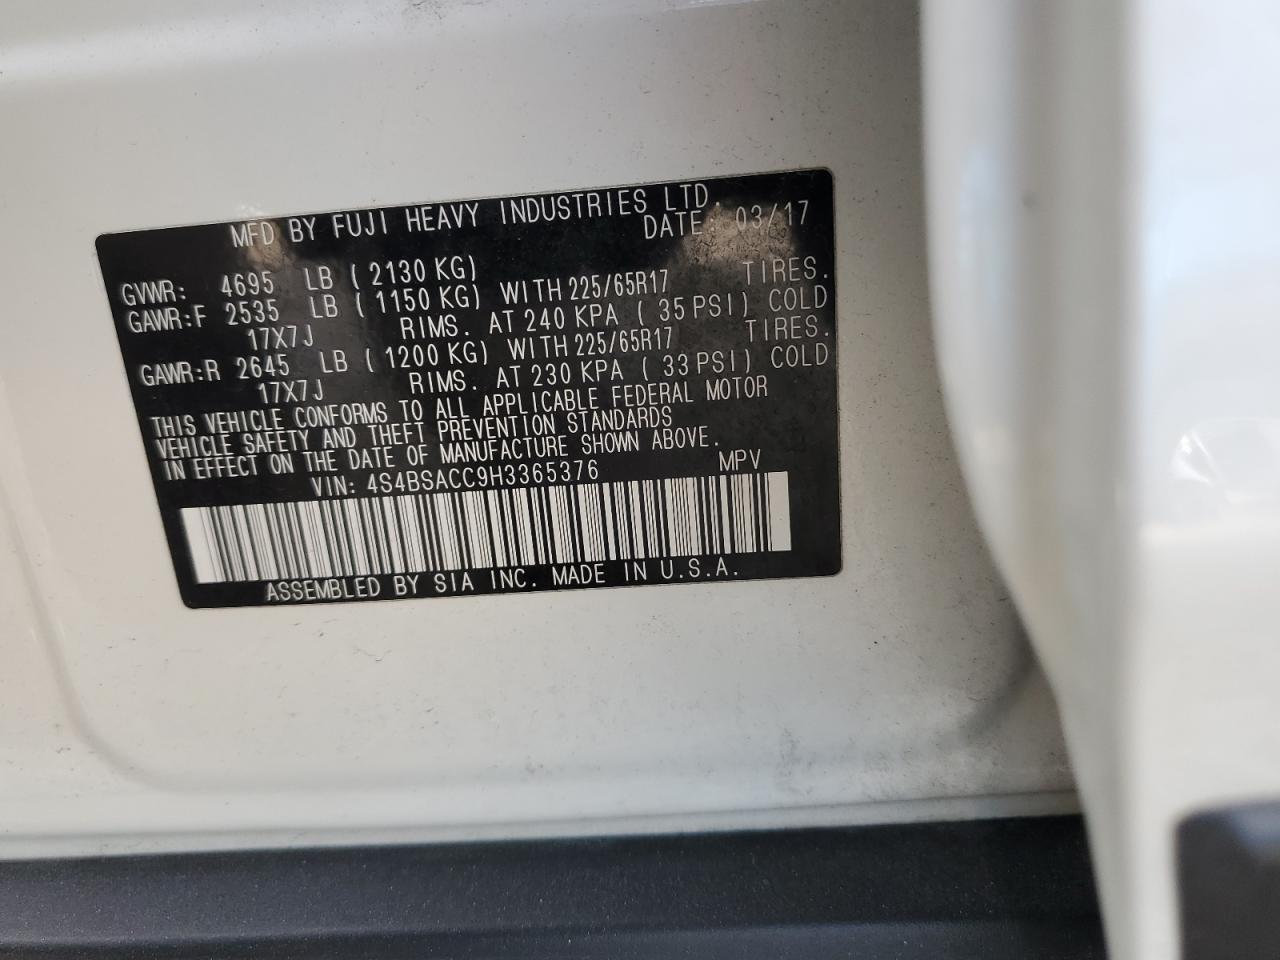 MFD BY FUJI HEAVY INDUSTRIES LTD.
DATE: 03/17
GVWR: 4695 LB ( 2130 KG)
GAWR:F 2535 LB ( 1150 KG) WITH 225/65R17 TIRES.
17X7J RIMS. AT 240 KPA ( 35 PSI) COLD
GAWR:R 2645 LB ( 1200 KG) WITH 225/65R17 TIRES.
17X7J RIMS. AT 230 KPA ( 33 PSI) COLD
THIS VEHICLE CONFORMS TO ALL APPLICABLE FEDERAL MOTOR
VEHICLE SAFETY AND THEFT PREVENTION STANDARDS
IN EFFECT ON THE DATE OF MANUFACTURE SHOWN ABOVE.
VIN: 4S4BSACC9H3365376 MPV
ASSEMBLED BY SIA INC. MADE IN U.S.A.